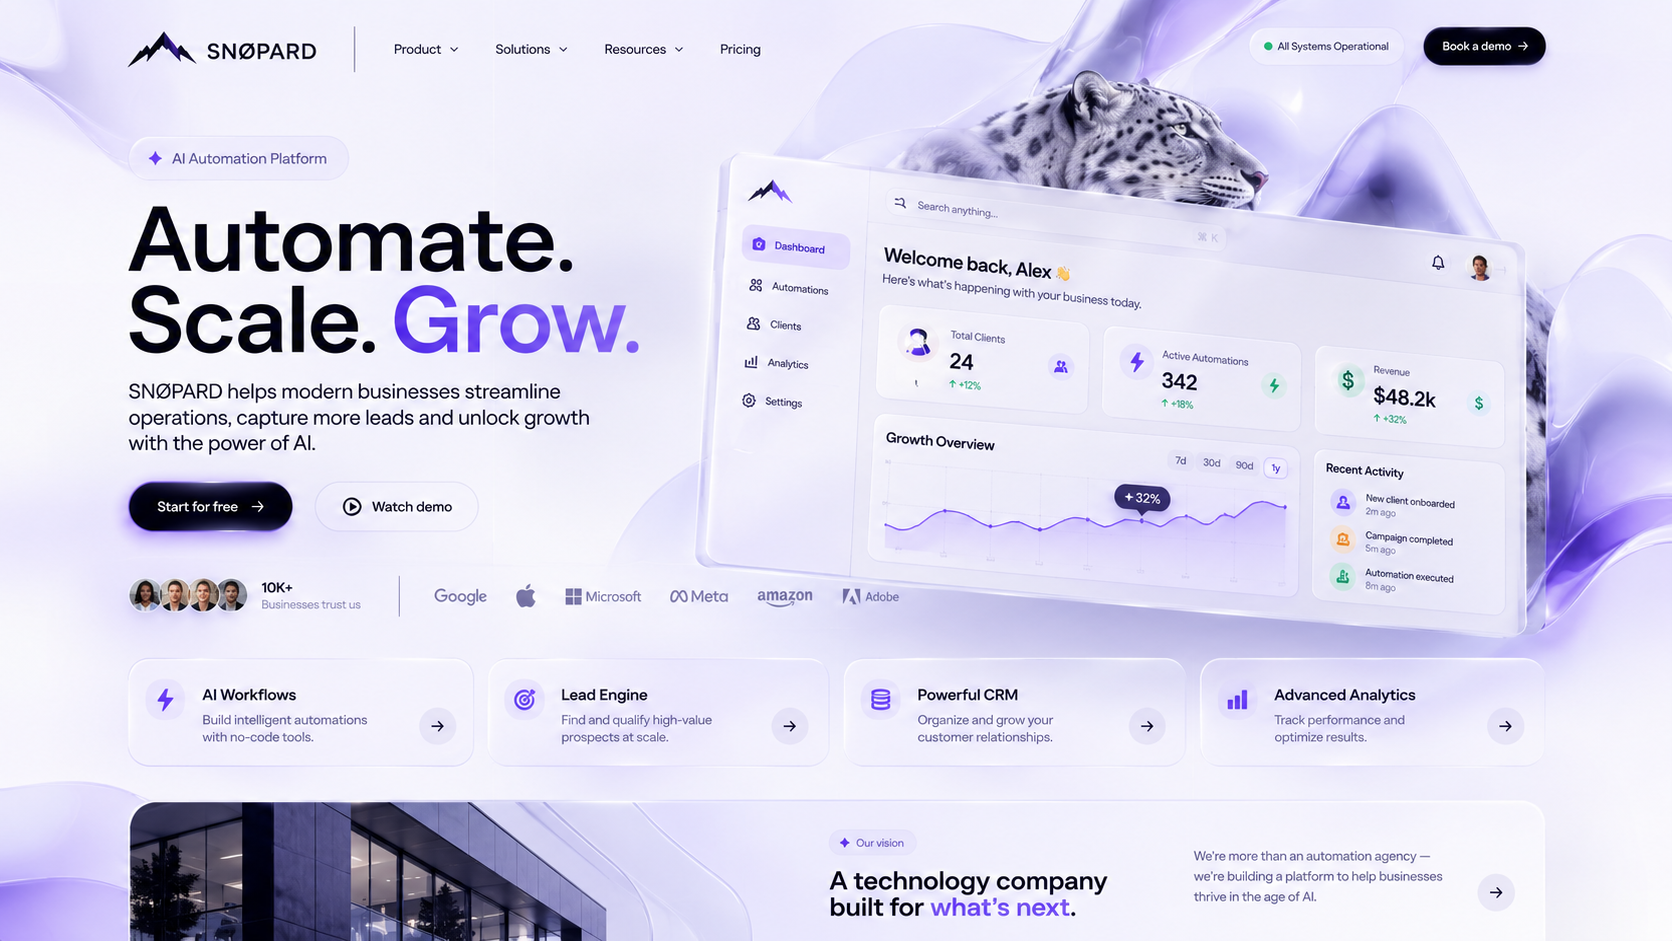 SNØPARD
Product
Solutions
Resources
Pricing
All Systems Operational
Book a demo
AI Automation Platform
Automate.
Scale. Grow.
SNØPARD helps modern businesses streamline
operations, capture more leads and unlock growth
with the power of AI.
Start for free
Watch demo
10K+
Businesses trust us
Google
Microsoft
Meta
amazon
Adobe
Search anything...
⌘ K
Dashboard
Automations
Clients
Analytics
Settings
Welcome back, Alex 👋
Here's what's happening with your business today.
Total Clients
24
↑ +12%
Active Automations
342
↑ +18%
Revenue
$48.2k
↑ +32%
Growth Overview
7d
30d
90d
1y
+ 32%
Recent Activity
New client onboarded
2m ago
Campaign completed
5m ago
Automation executed
8m ago
AI Workflows
Build intelligent automations
with no-code tools.
Lead Engine
Find and qualify high-value
prospects at scale.
Powerful CRM
Organize and grow your
customer relationships.
Advanced Analytics
Track performance and
optimize results.
Our vision
A technology company
built for what's next.
We're more than an automation agency —
we're building a platform to help businesses
thrive in the age of AI.